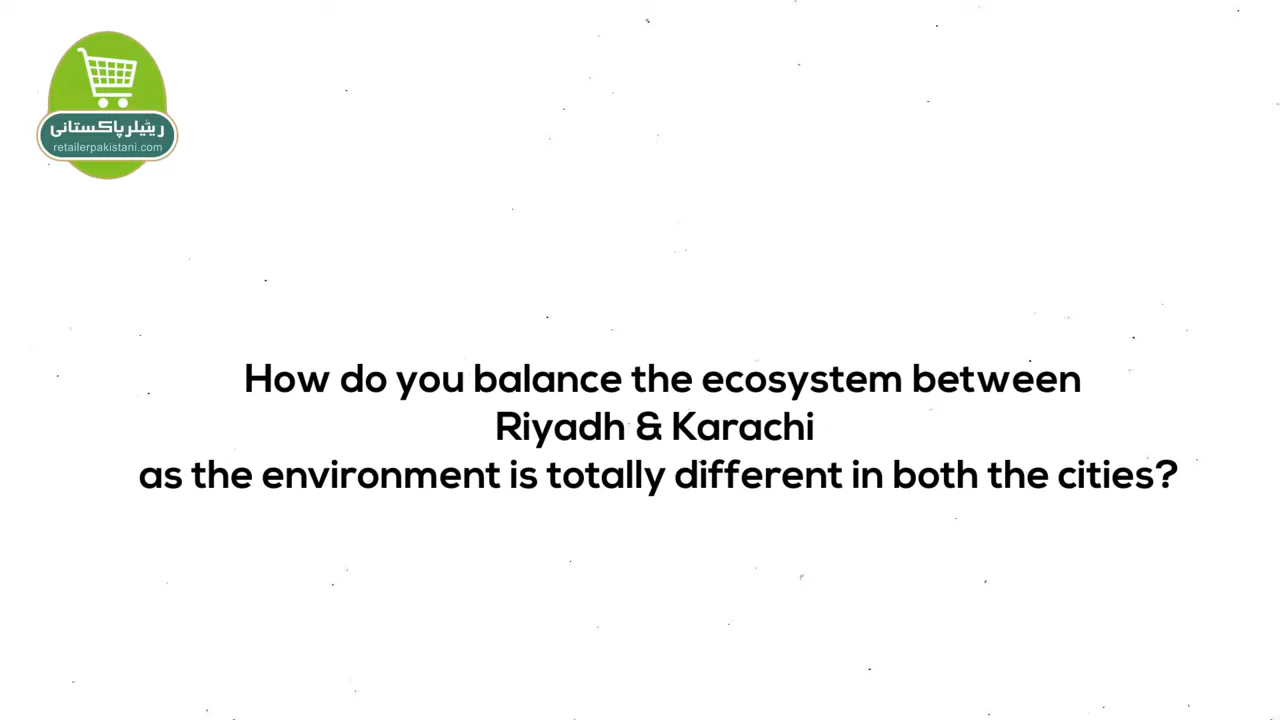 ریٹیلر پاکستانی
retailerpakistani.com
How do you balance the ecosystem between
Riyadh & Karachi
as the environment is totally different in both the cities?